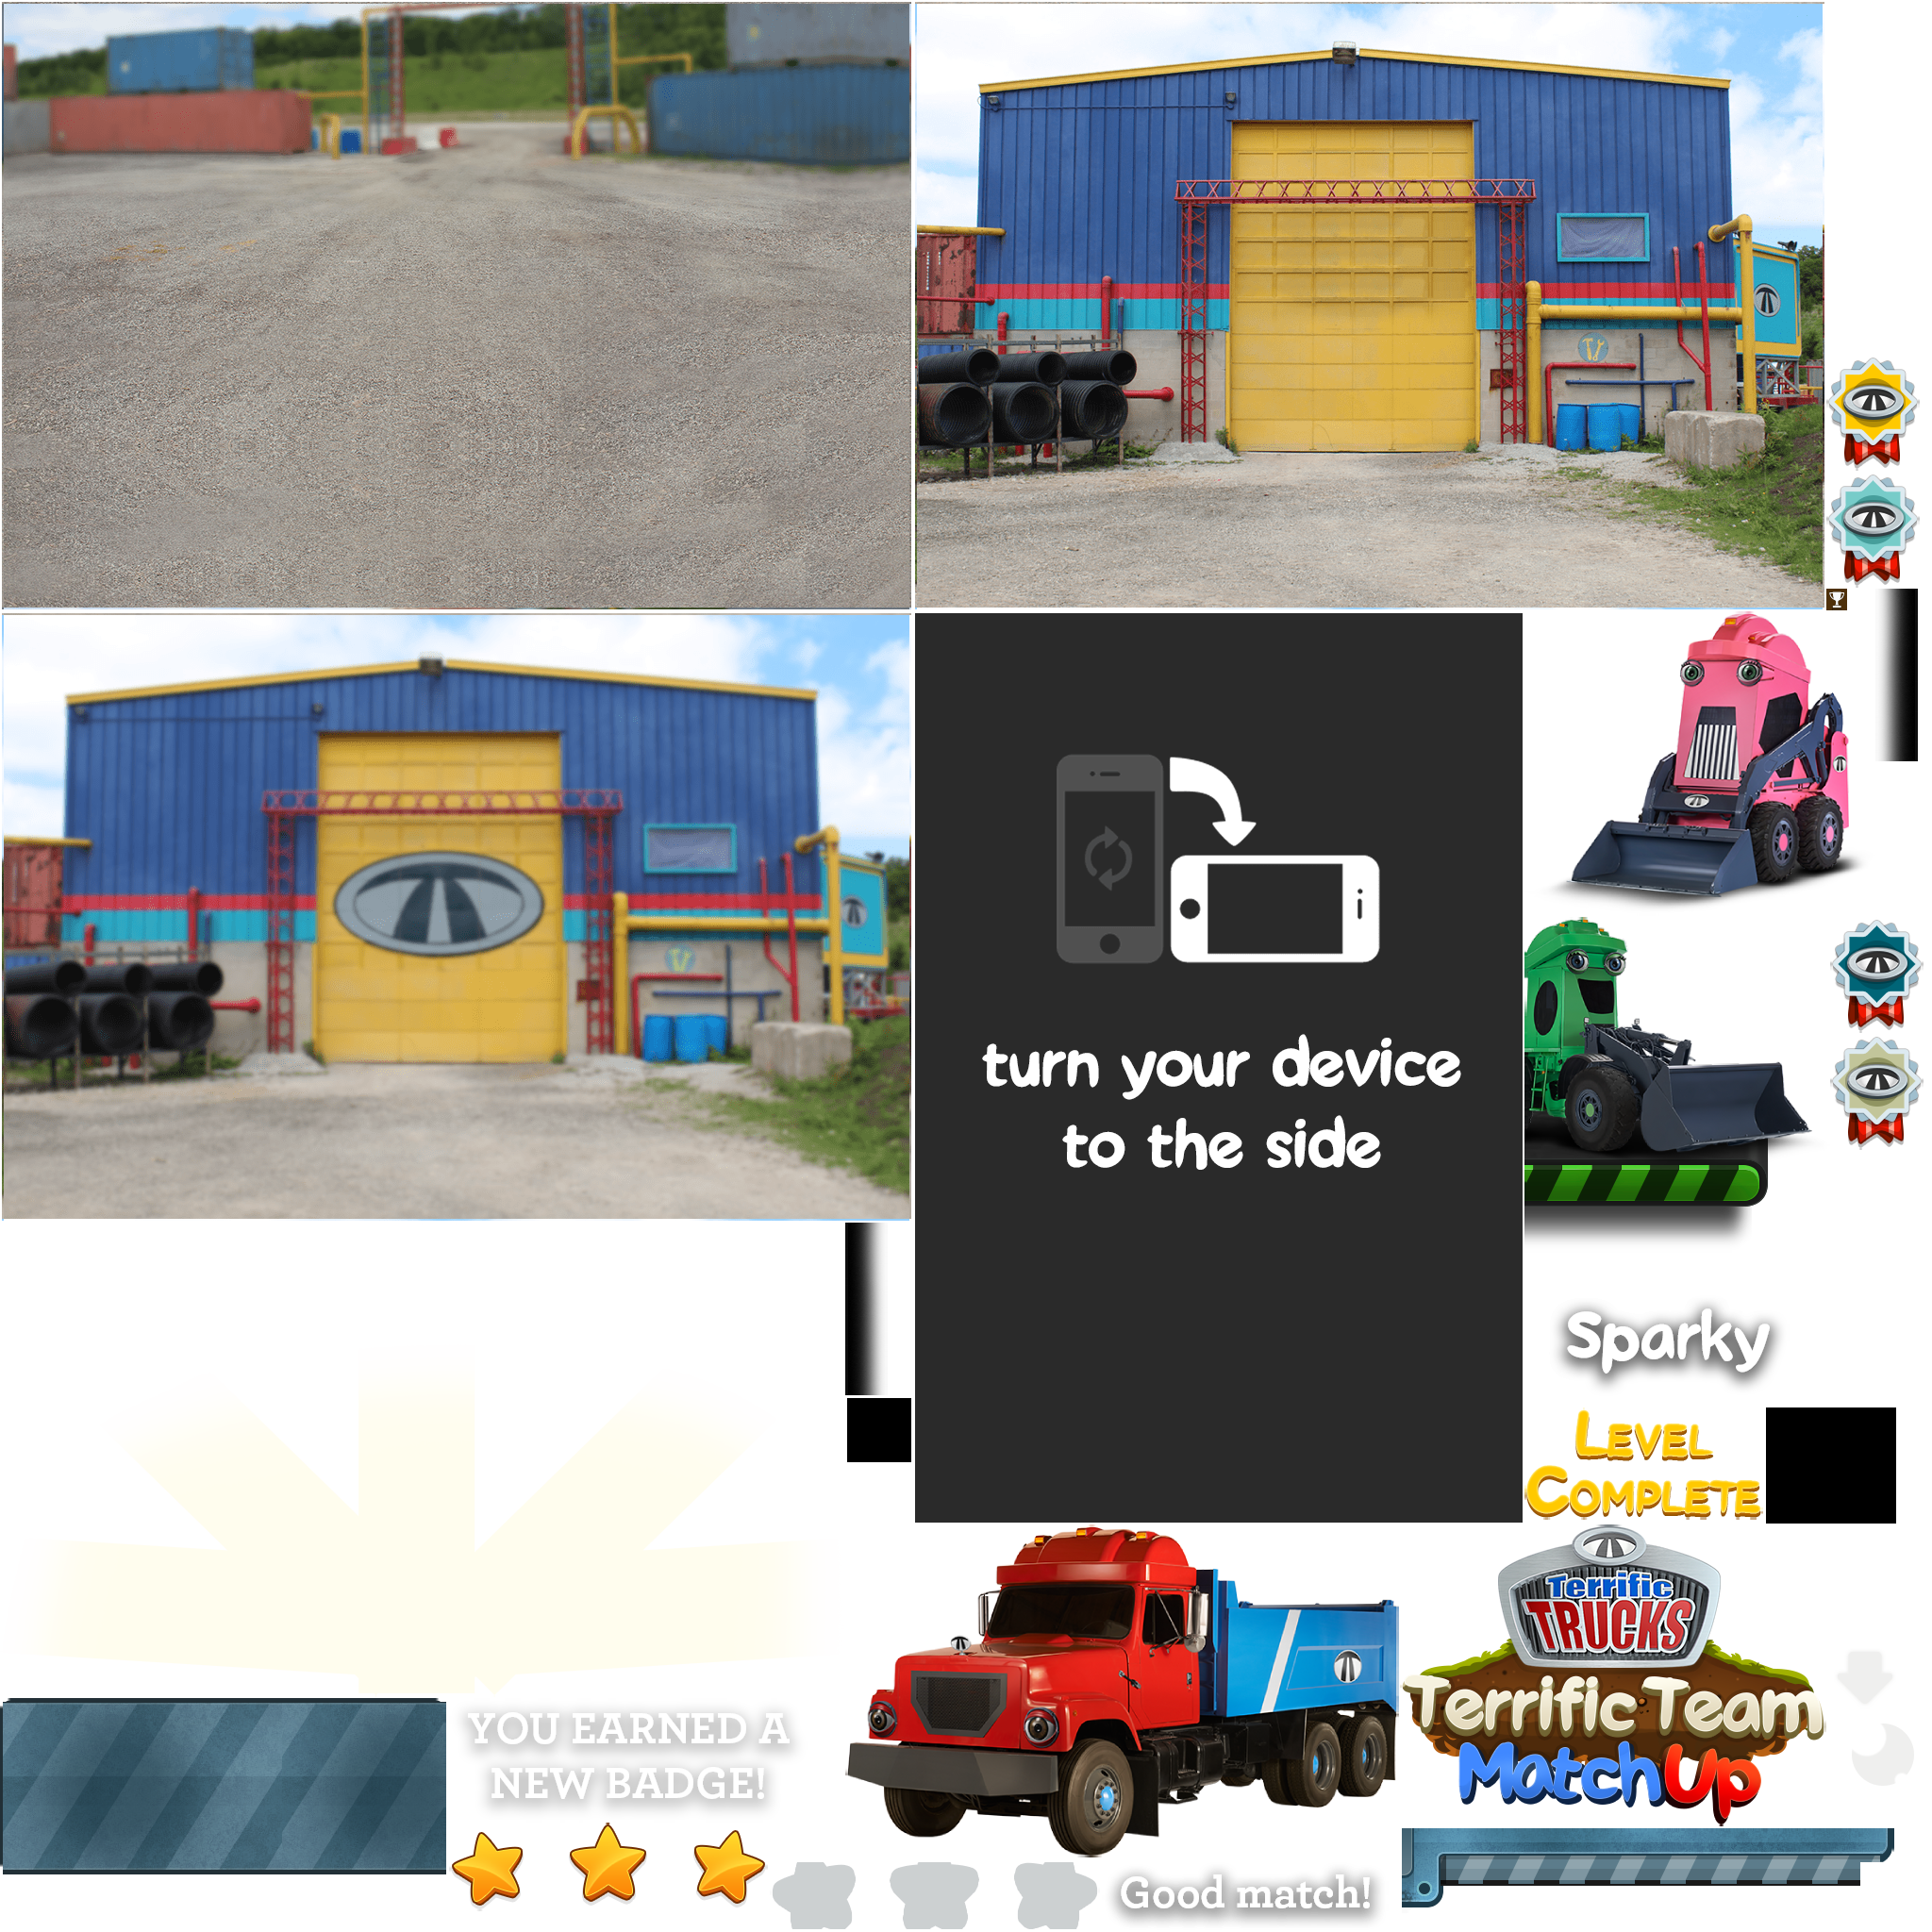 turn your device
to the side
Sparky
LEVEL
COMPLETE
Terrific
TRUCKS
Terrific Team
MatchUp
YOU EARNED A
NEW BADGE!
Good match!